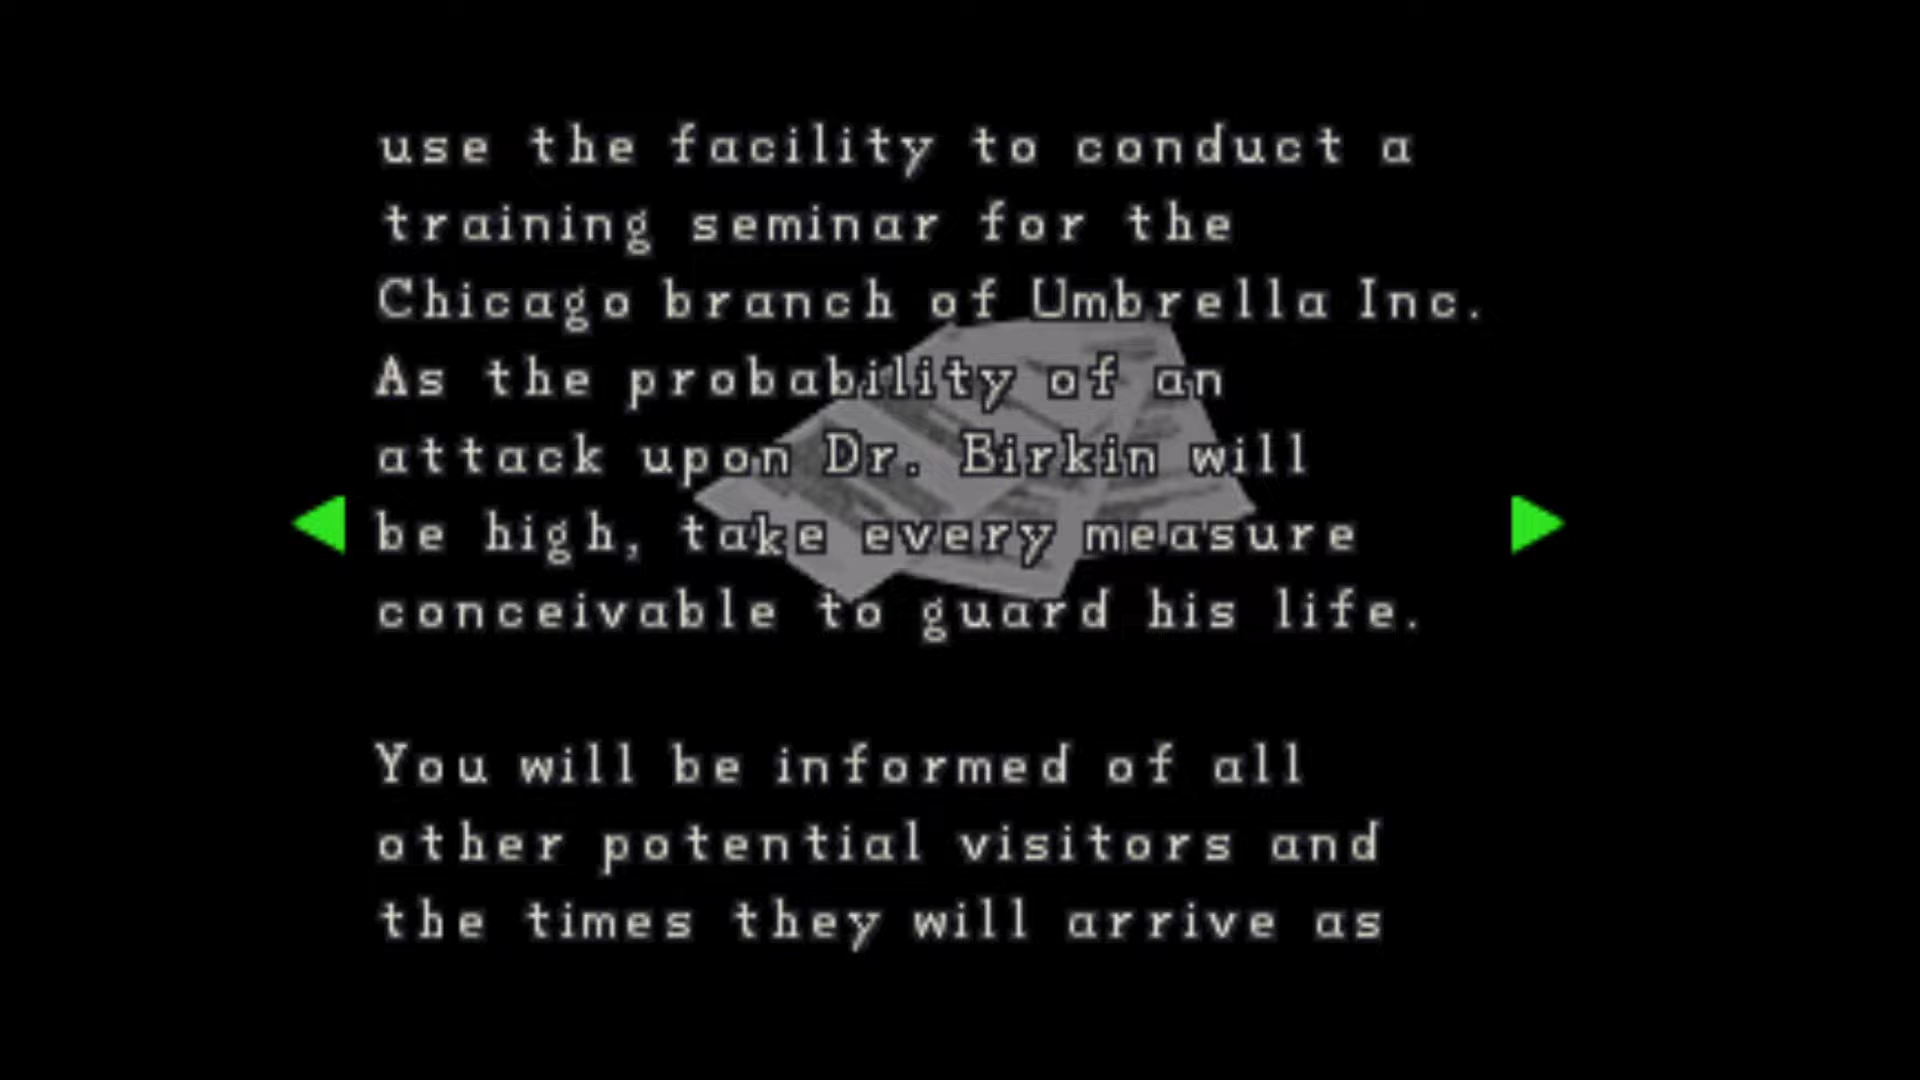 use the facility to conduct a
training seminar for the
Chicago branch of Umbrella Inc.
As the probability of an
attack upon Dr. Birkin will
be high, take every measure
conceivable to guard his life.
You will be informed of all
other potential visitors and
the times they will arrive as